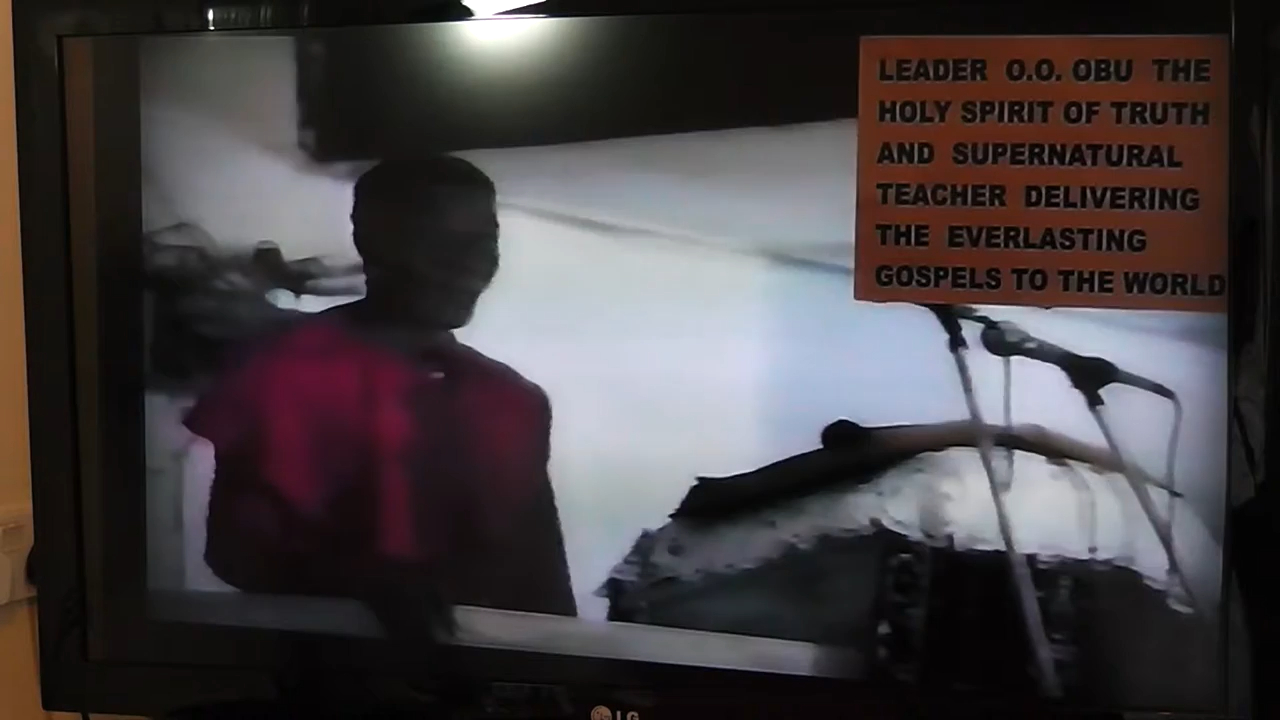 LEADER O.O. OBU THE
HOLY SPIRIT OF TRUTH
AND SUPERNATURAL
TEACHER DELIVERING
THE EVERLASTING
GOSPELS TO THE WORLD
LG